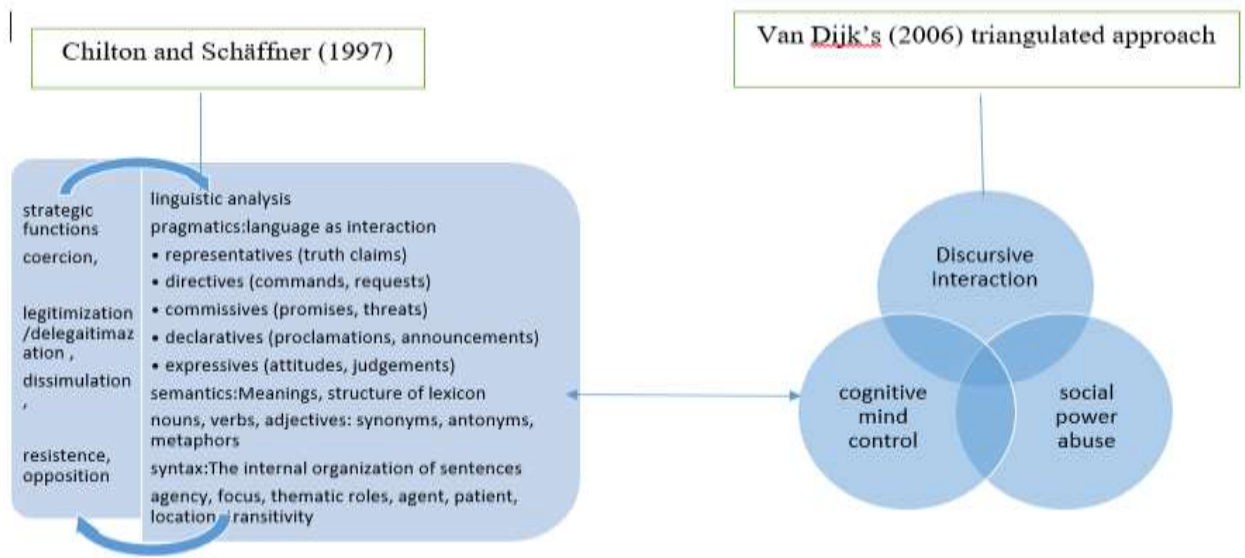 Chilton and Schäffner (1997)
Van Dijk's (2006) triangulated approach
strategic
functions
coercion,
legitimization
/delegaitimaz
ation ,
dissimulation
,
resistence,
opposition
linguistic analysis
pragmatics:language as interaction
• representatives (truth claims)
• directives (commands, requests)
• commissives (promises, threats)
• declaratives (proclamations, announcements)
• expressives (attitudes, judgements)
semantics:Meanings, structure of lexicon
nouns, verbs, adjectives: synonyms, antonyms,
metaphors
syntax:The internal organization of sentences
agency, focus, thematic roles, agent, patient,
location ransitivity
Discursive
interaction
cognitive
mind
control
social
power
abuse